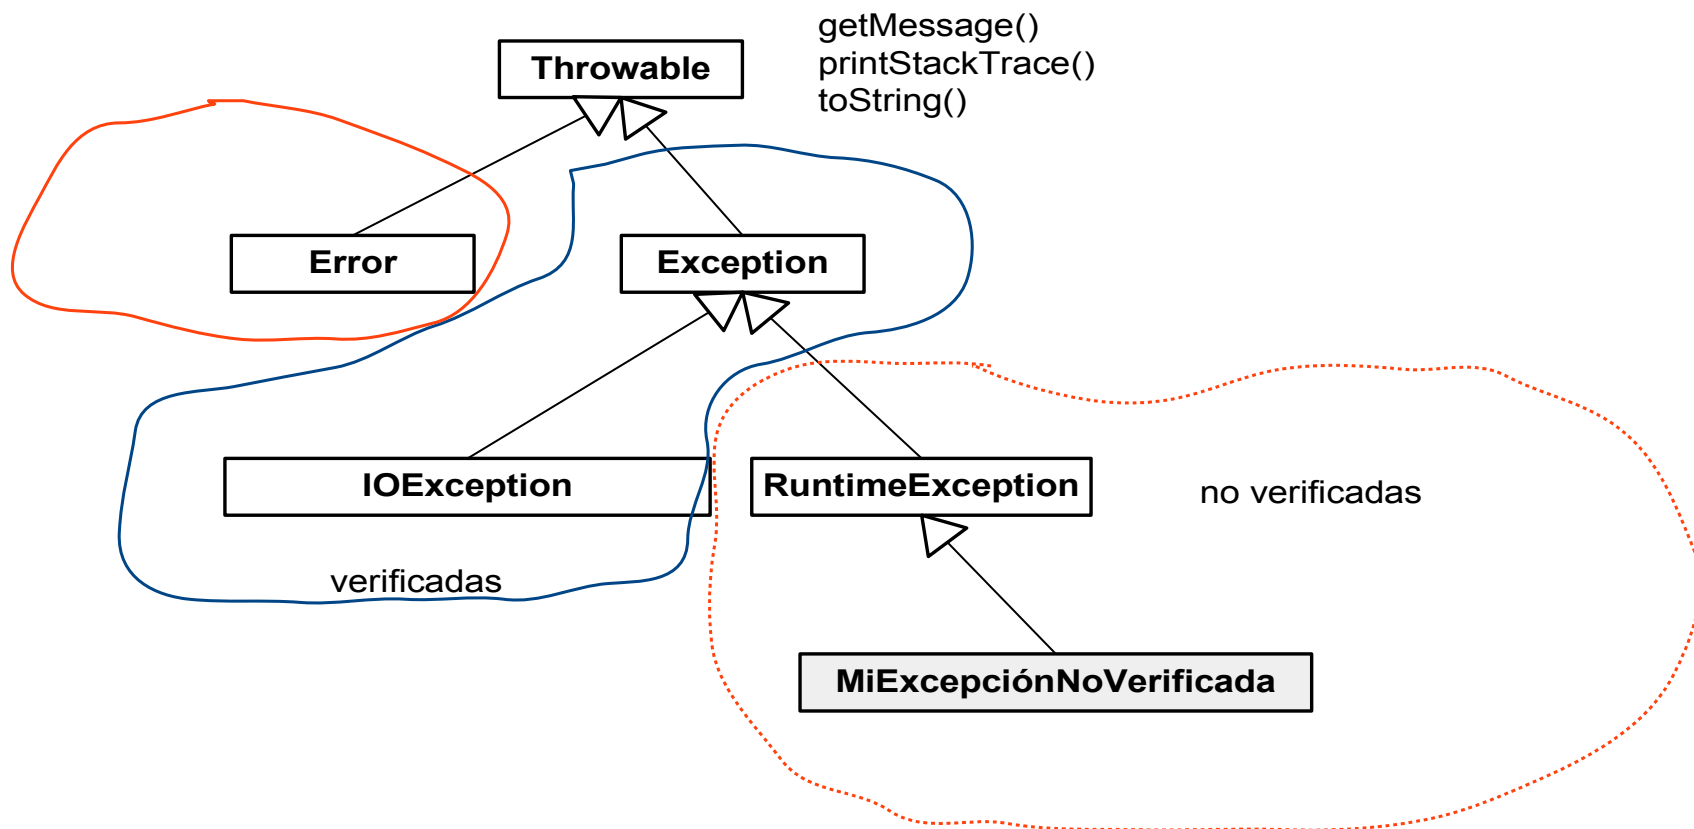 getMessage()
printStackTrace()
toString()
Throwable
Error
Exception
IOException
RuntimeException
no verificadas
verificadas
MiExcepciónNoVerificada